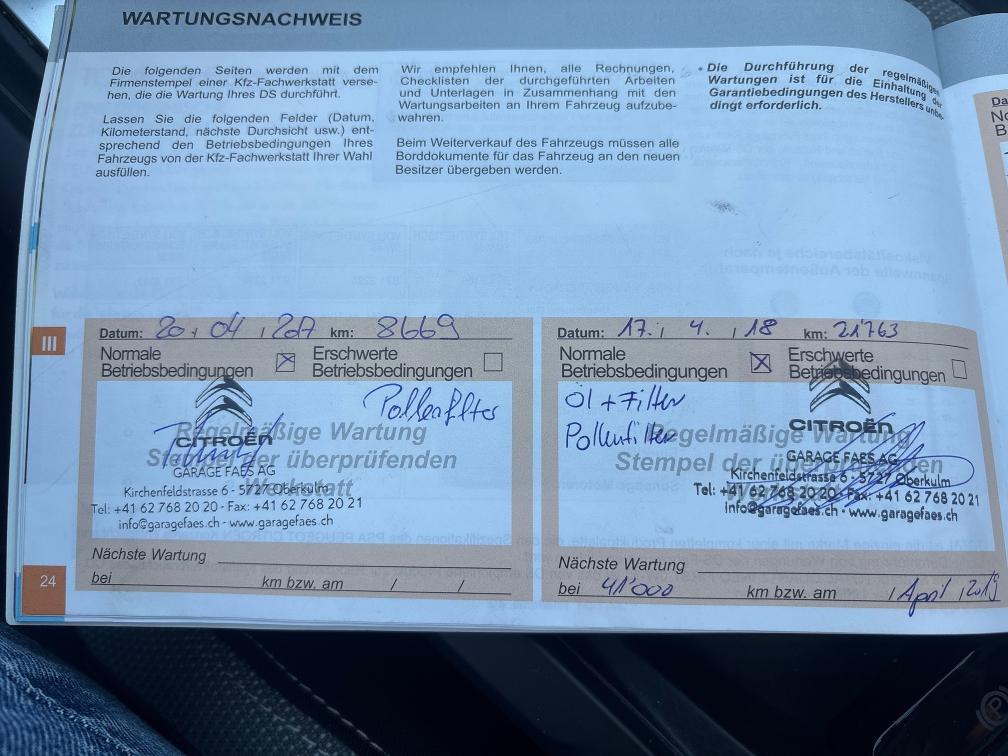 WARTUNGSNACHWEIS
Die folgenden Seiten werden mit dem
Firmenstempel einer Kfz-Fachwerkstatt verse-
hen, die die Wartung Ihres DS durchführt.
Lassen Sie die folgenden Felder (Datum,
Kilometerstand, nächste Durchsicht usw.) ent-
sprechend den Betriebsbedingungen Ihres
Fahrzeugs von der Kfz-Fachwerkstatt Ihrer Wahl
ausfüllen.
Wir empfehlen Ihnen, alle Rechnungen,
Checklisten der durchgeführten Arbeiten
und Unterlagen in Zusammenhang mit den
Wartungsarbeiten an Ihrem Fahrzeug aufzube-
wahren.
Beim Weiterverkauf des Fahrzeugs müssen alle
Borddokumente für das Fahrzeug an den neuen
Besitzer übergeben werden.
• Die Durchführung der regelmäßigen
Wartungen ist für die Einhaltung der
Garantiebedingungen des Herstellers unbe-
dingt erforderlich.
III
Datum: 20 / 04 / 2017 km: 8669
Normale
Betriebsbedingungen
Erschwerte
Betriebsbedingungen
Pollenfilter
Regelmäßige Wartung
Stempel der überprüfenden
Werkstatt
CITROËN
GARAGE FAES AG
Kirchenfeldstrasse 6 - 5727 Oberkulm
Tel: +41 62 768 20 20 - Fax: +41 62 768 20 21
info@garagefaes.ch - www.garagefaes.ch
Nächste Wartung
bei km bzw. am / /
24
Datum: 17. / 4. / 18 km: 21'763
Normale
Betriebsbedingungen
Erschwerte
Betriebsbedingungen
Öl + Filter
Pollenfilter
Regelmäßige Wartung
Stempel der überprüfenden
CITROËN
GARAGE FAES AG
Kirchenfeldstrasse 6 - 5727 Oberkulm
Tel: +41 62 768 20 20 - Fax: +41 62 768 20 21
info@garagefaes.ch - www.garagefaes.ch
Nächste Wartung
bei 41'000 km bzw. am / April / 2019